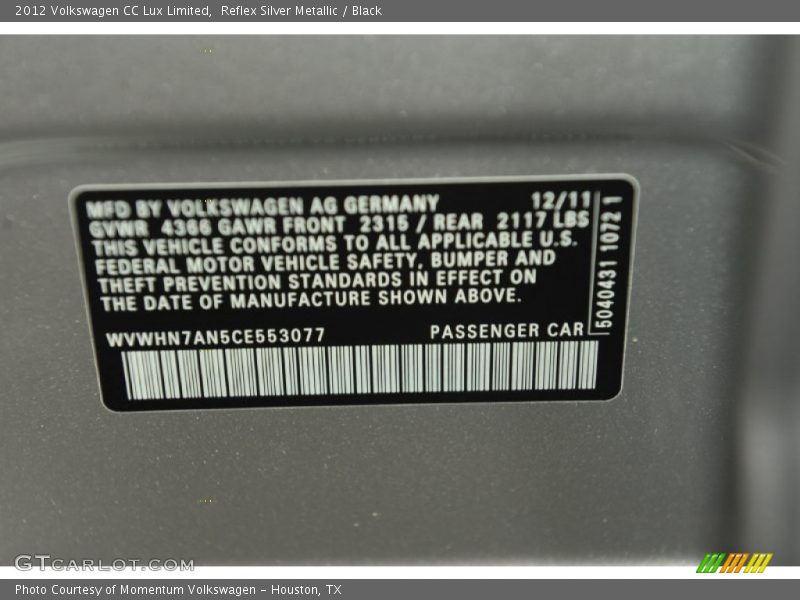 2012 Volkswagen CC Lux Limited,  Reflex Silver Metallic / Black
MFD BY VOLKSWAGEN AG GERMANY 12/11
GVWR 4366 GAWR FRONT 2315 / REAR 2117 LBS
THIS VEHICLE CONFORMS TO ALL APPLICABLE U.S.
FEDERAL MOTOR VEHICLE SAFETY, BUMPER AND
THEFT PREVENTION STANDARDS IN EFFECT ON
THE DATE OF MANUFACTURE SHOWN ABOVE.
WVWHN7AN5CE553077 PASSENGER CAR
5040431 1072 1
GTCARLOT.COM
Photo Courtesy of Momentum Volkswagen - Houston, TX